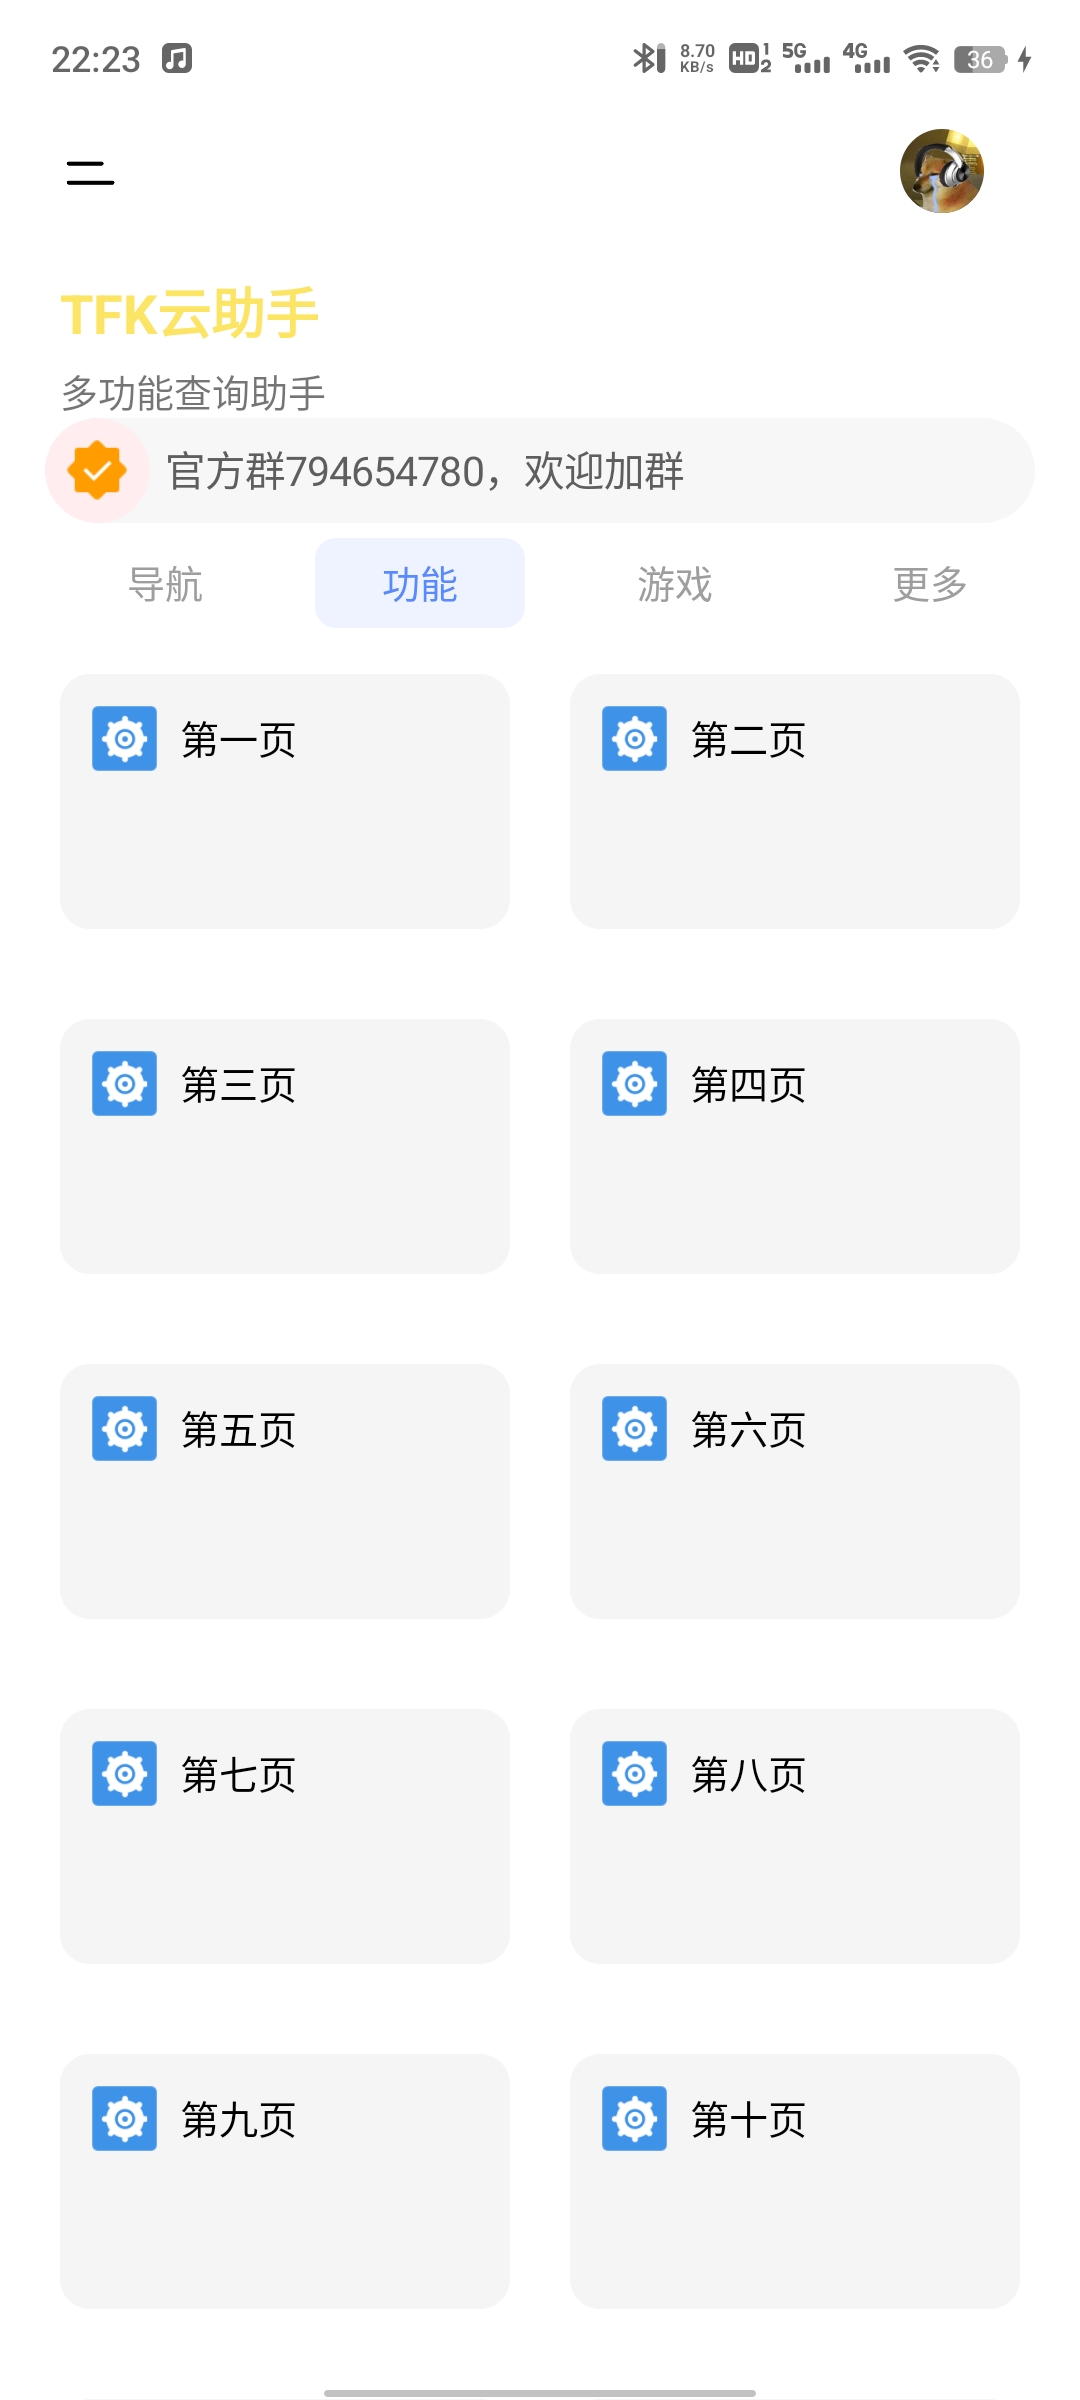 22:23
8.70
KB/s
HD 1 2
5G
4G
36
TFK云助手
多功能查询助手
官方群794654780，欢迎加群
导航
功能
游戏
更多
第一页
第二页
第三页
第四页
第五页
第六页
第七页
第八页
第九页
第十页